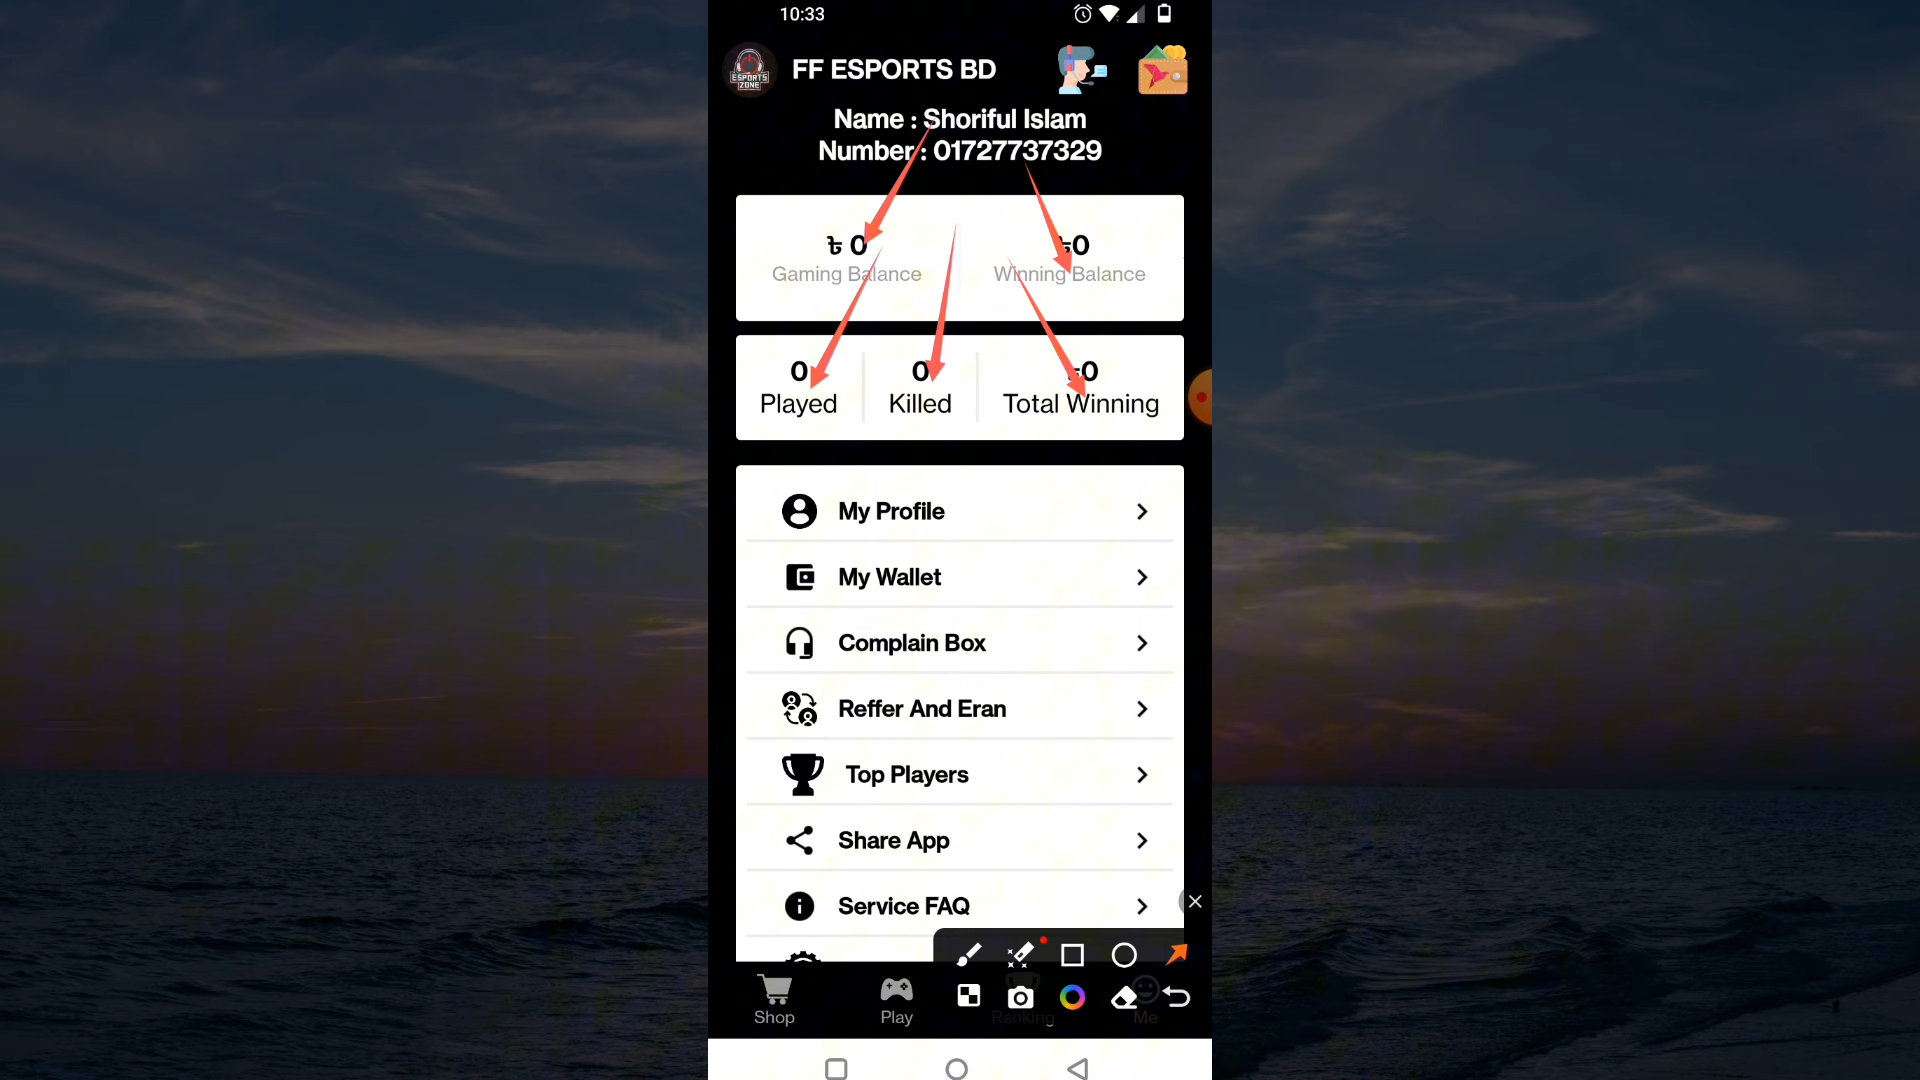 10:33
ESPORTS
ZONE
FF ESPORTS BD
Name : Shoriful Islam
Number : 01727737329
৳ 0
৳0
Gaming Balance
Winning Balance
0
0
৳0
Played
Killed
Total Winning
My Profile
My Wallet
Complain Box
Reffer And Eran
Top Players
Share App
Service FAQ
Shop
Play
Ranking
Me